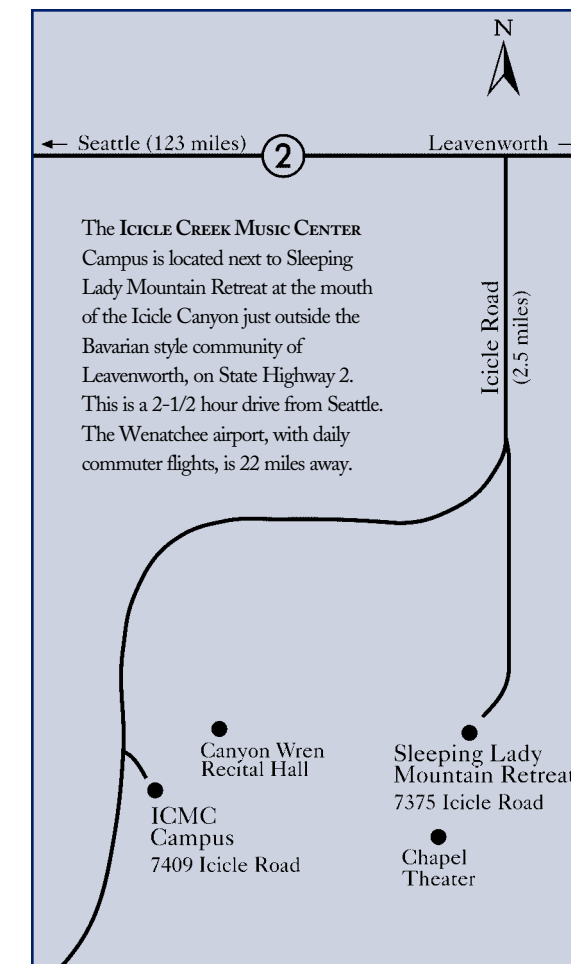 N
← Seattle (123 miles)
2
Leavenworth
The ICICLE CREEK MUSIC CENTER
Campus is located next to Sleeping
Lady Mountain Retreat at the mouth
of the Icicle Canyon just outside the
Bavarian style community of
Leavenworth, on State Highway 2.
This is a 2-1/2 hour drive from Seattle.
The Wenatchee airport, with daily
commuter flights, is 22 miles away.
Icicle Road
(2.5 miles)
Canyon Wren
Recital Hall
Sleeping Lady
Mountain Retreat
7375 Icicle Road
ICMC
Campus
7409 Icicle Road
Chapel
Theater